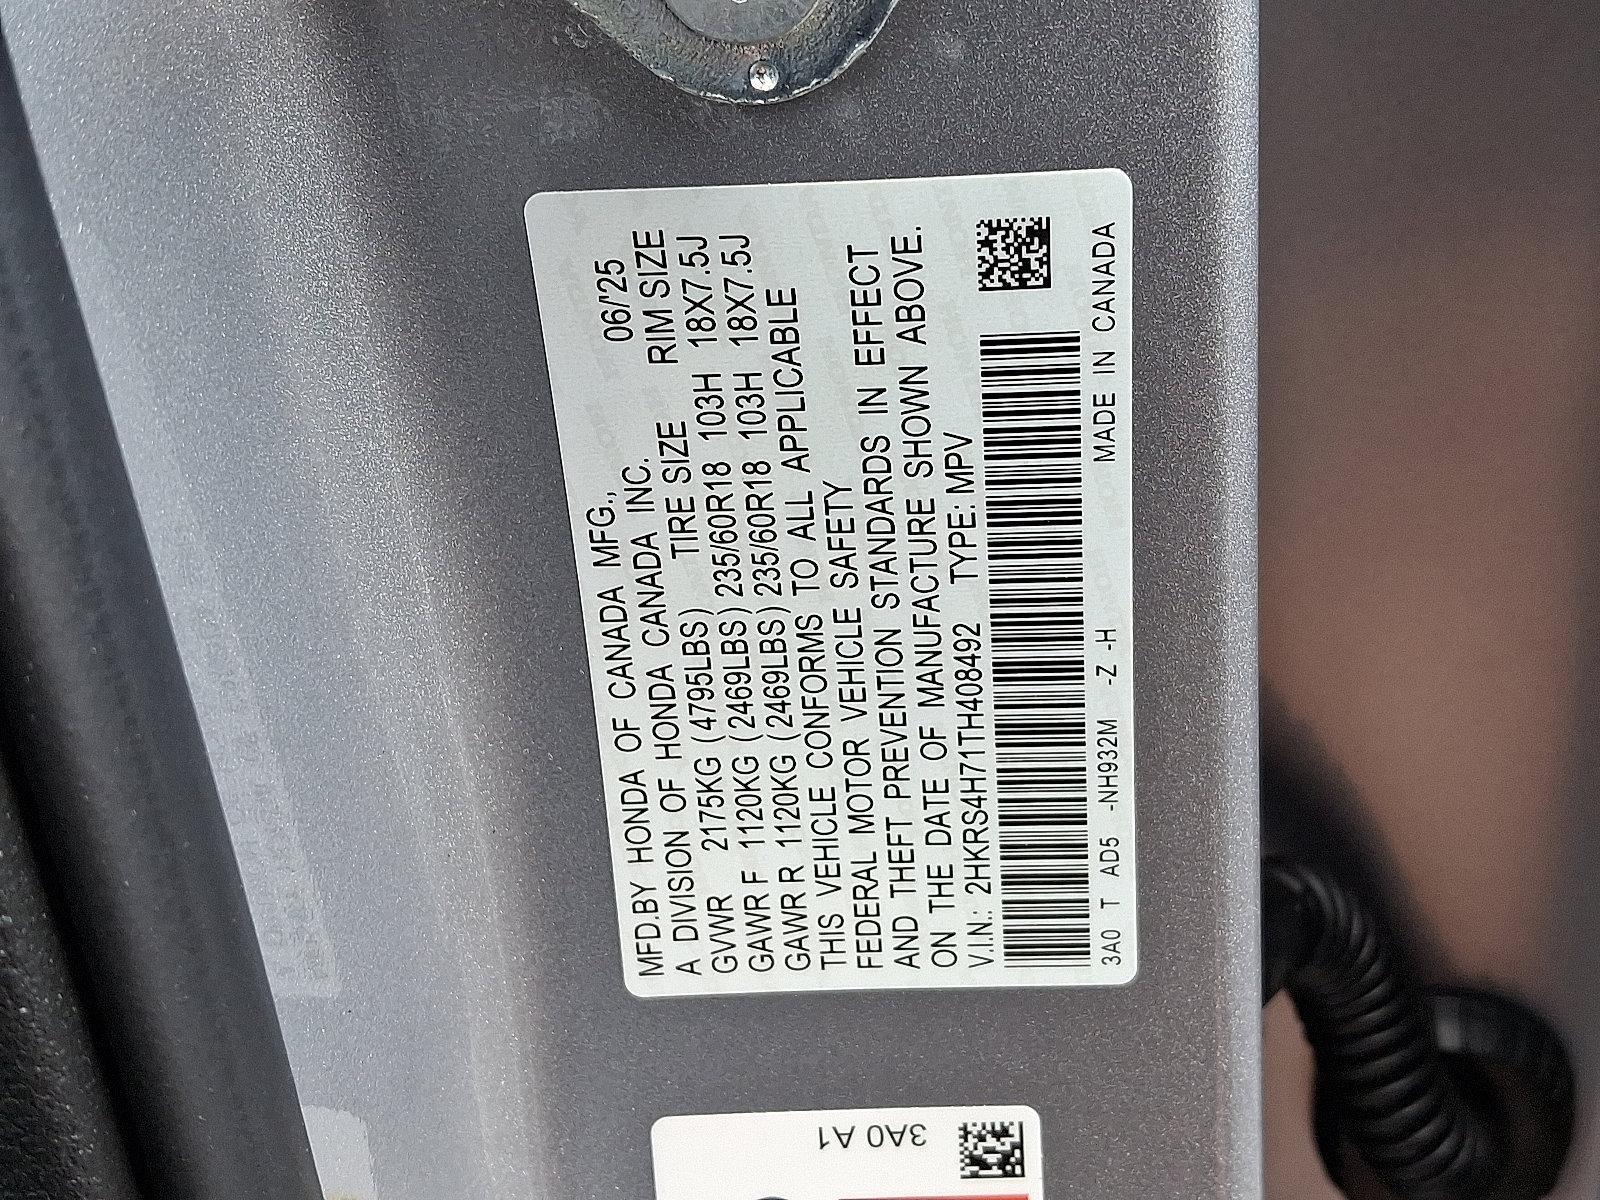 MFD.BY HONDA OF CANADA MFG., 06/'25
A DIVISION OF HONDA CANADA INC.
TIRE SIZE RIM SIZE
GVWR 2175KG (4795LBS)
GAWR F 1120KG (2469LBS) 235/60R18 103H 18X7.5J
GAWR R 1120KG (2469LBS) 235/60R18 103H 18X7.5J
THIS VEHICLE CONFORMS TO ALL APPLICABLE
FEDERAL MOTOR VEHICLE SAFETY
AND THEFT PREVENTION STANDARDS IN EFFECT
ON THE DATE OF MANUFACTURE SHOWN ABOVE.
V.I.N.: 2HKRS4H71TH408492 TYPE: MPV
3A0 T AD5 -NH932M -Z -H MADE IN CANADA
3A0 A1